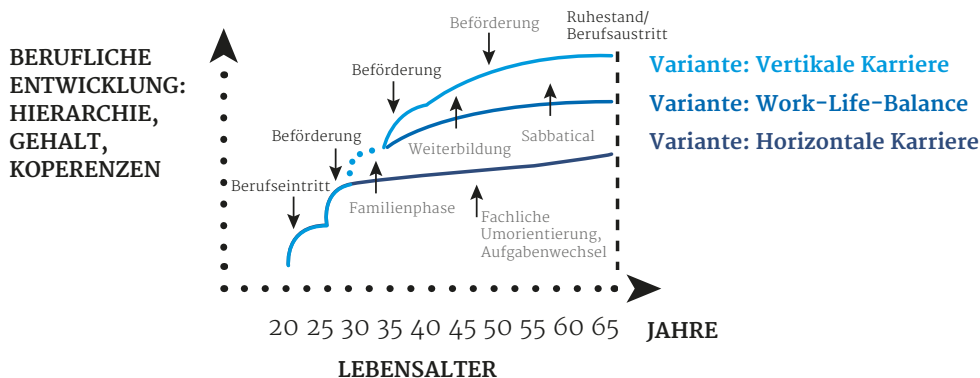 BERUFLICHE
ENTWICKLUNG:
HIERARCHIE,
GEHALT,
KOPERENZEN
Beförderung
Ruhestand/
Berufsaustritt
Beförderung
Beförderung
Berufseintritt
Weiterbildung
Sabbatical
Familienphase
Fachliche
Umorientierung,
Aufgabenwechsel
Variante: Vertikale Karriere
Variante: Work-Life-Balance
Variante: Horizontale Karriere
20 25 30 35 40 45 50 55 60 65 JAHRE
LEBENSALTER